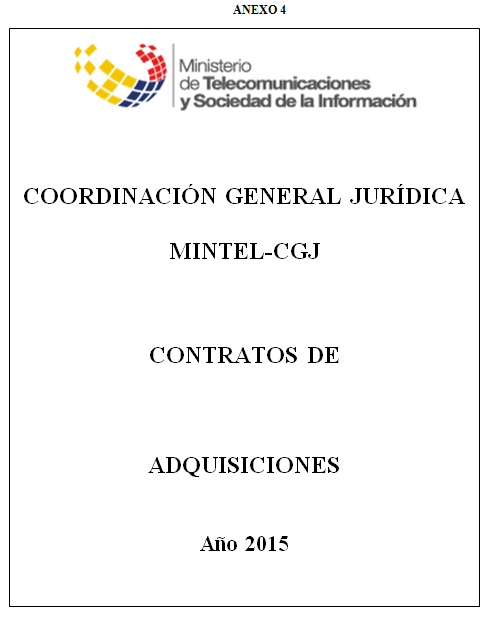 ANEXO 4
Ministerio
de Telecomunicaciones
y Sociedad de la Información
COORDINACIÓN GENERAL JURÍDICA
MINTEL-CGJ
CONTRATOS DE
ADQUISICIONES
Año 2015